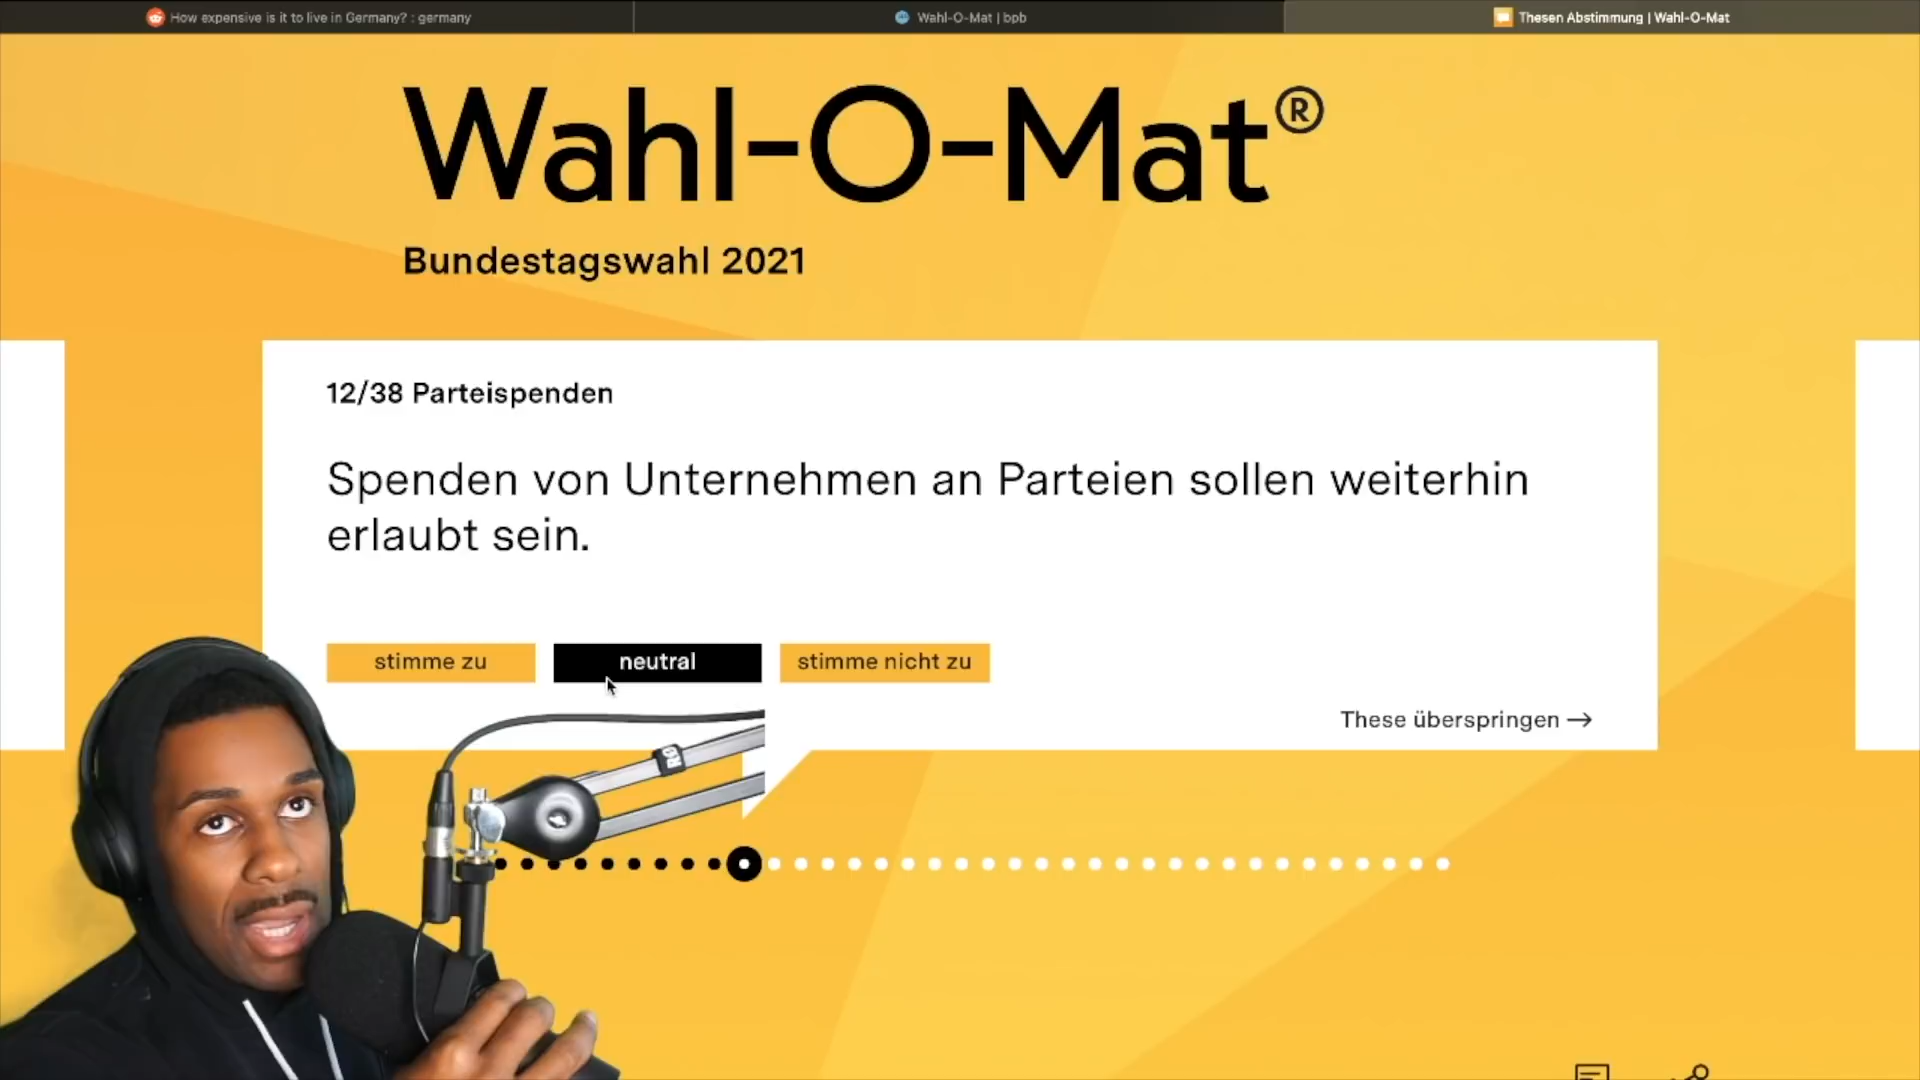 How expensive is it to live in Germany? : germany
Wahl-O-Mat | bpb
Thesen Abstimmung | Wahl-O-Mat
Wahl-O-Mat®
Bundestagswahl 2021
12/38 Parteispenden
Spenden von Unternehmen an Parteien sollen weiterhin
erlaubt sein.
stimme zu
neutral
stimme nicht zu
These überspringen →